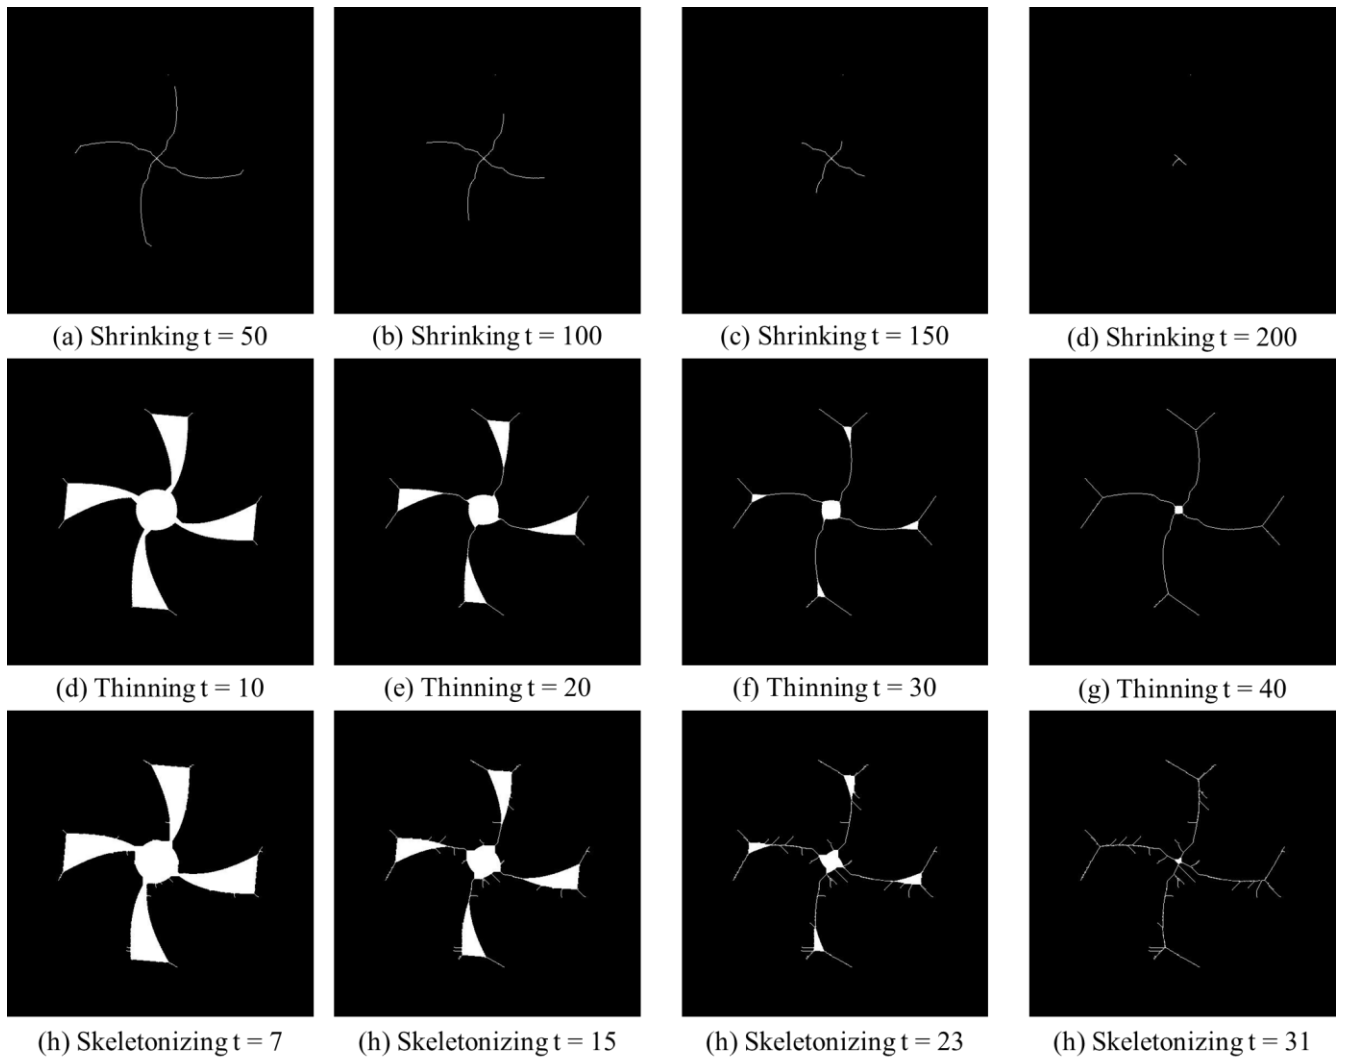 (a) Shrinking t = 50
(b) Shrinking t = 100
(c) Shrinking t = 150
(d) Shrinking t = 200
(d) Thinning t = 10
(e) Thinning t = 20
(f) Thinning t = 30
(g) Thinning t = 40
(h) Skeletonizing t = 7
(h) Skeletonizing t = 15
(h) Skeletonizing t = 23
(h) Skeletonizing t = 31